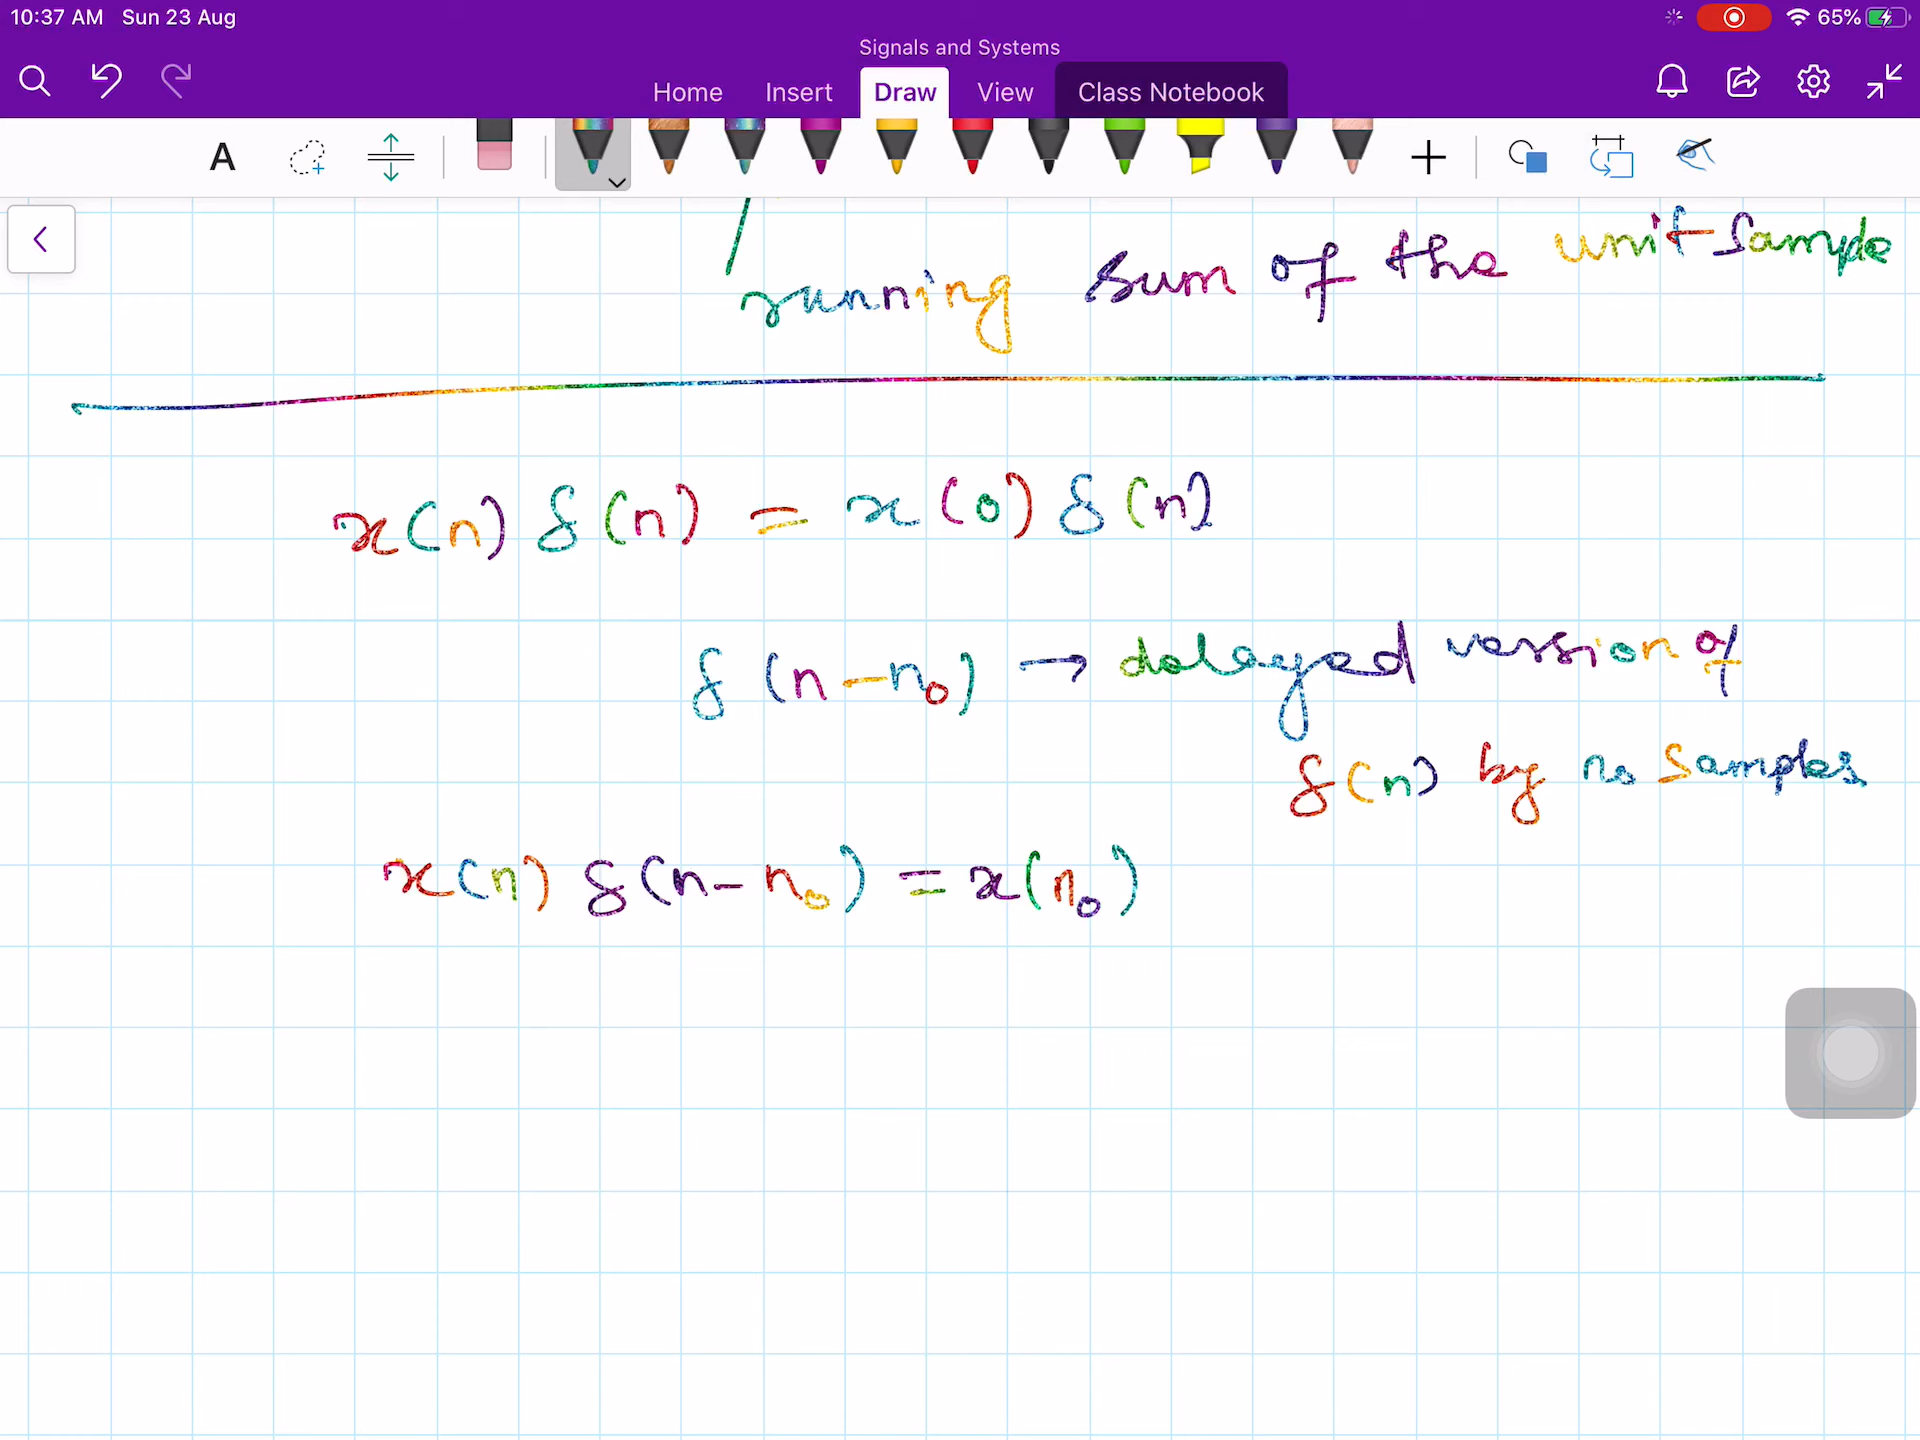 10:37 AM Sun 23 Aug
65%
Signals and Systems
Home Insert Draw View Class Notebook
A
running sum of the unit sample
x(n) δ(n) = x(0) δ(n)
δ(n-n₀) → delayed version of
δ(n) by n₀ samples
x(n) δ(n-n₀) = x(n₀)